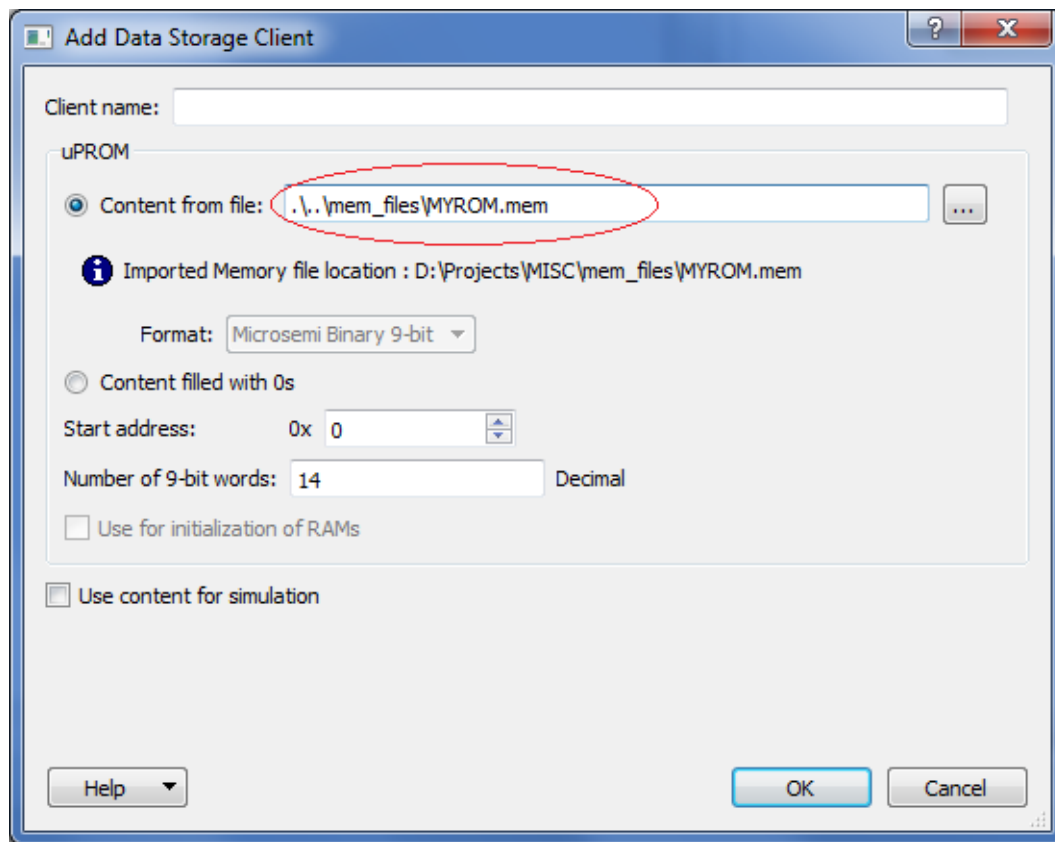 Add Data Storage Client
Client name:
uPROM
Content from file: .\..\mem_files\MYROM.mem ...
Imported Memory file location : D:\Projects\MISC\mem_files\MYROM.mem
Format: Microsemi Binary 9-bit
Content filled with 0s
Start address: 0x 0
Number of 9-bit words: 14 Decimal
Use for initialization of RAMs
Use content for simulation
Help OK Cancel